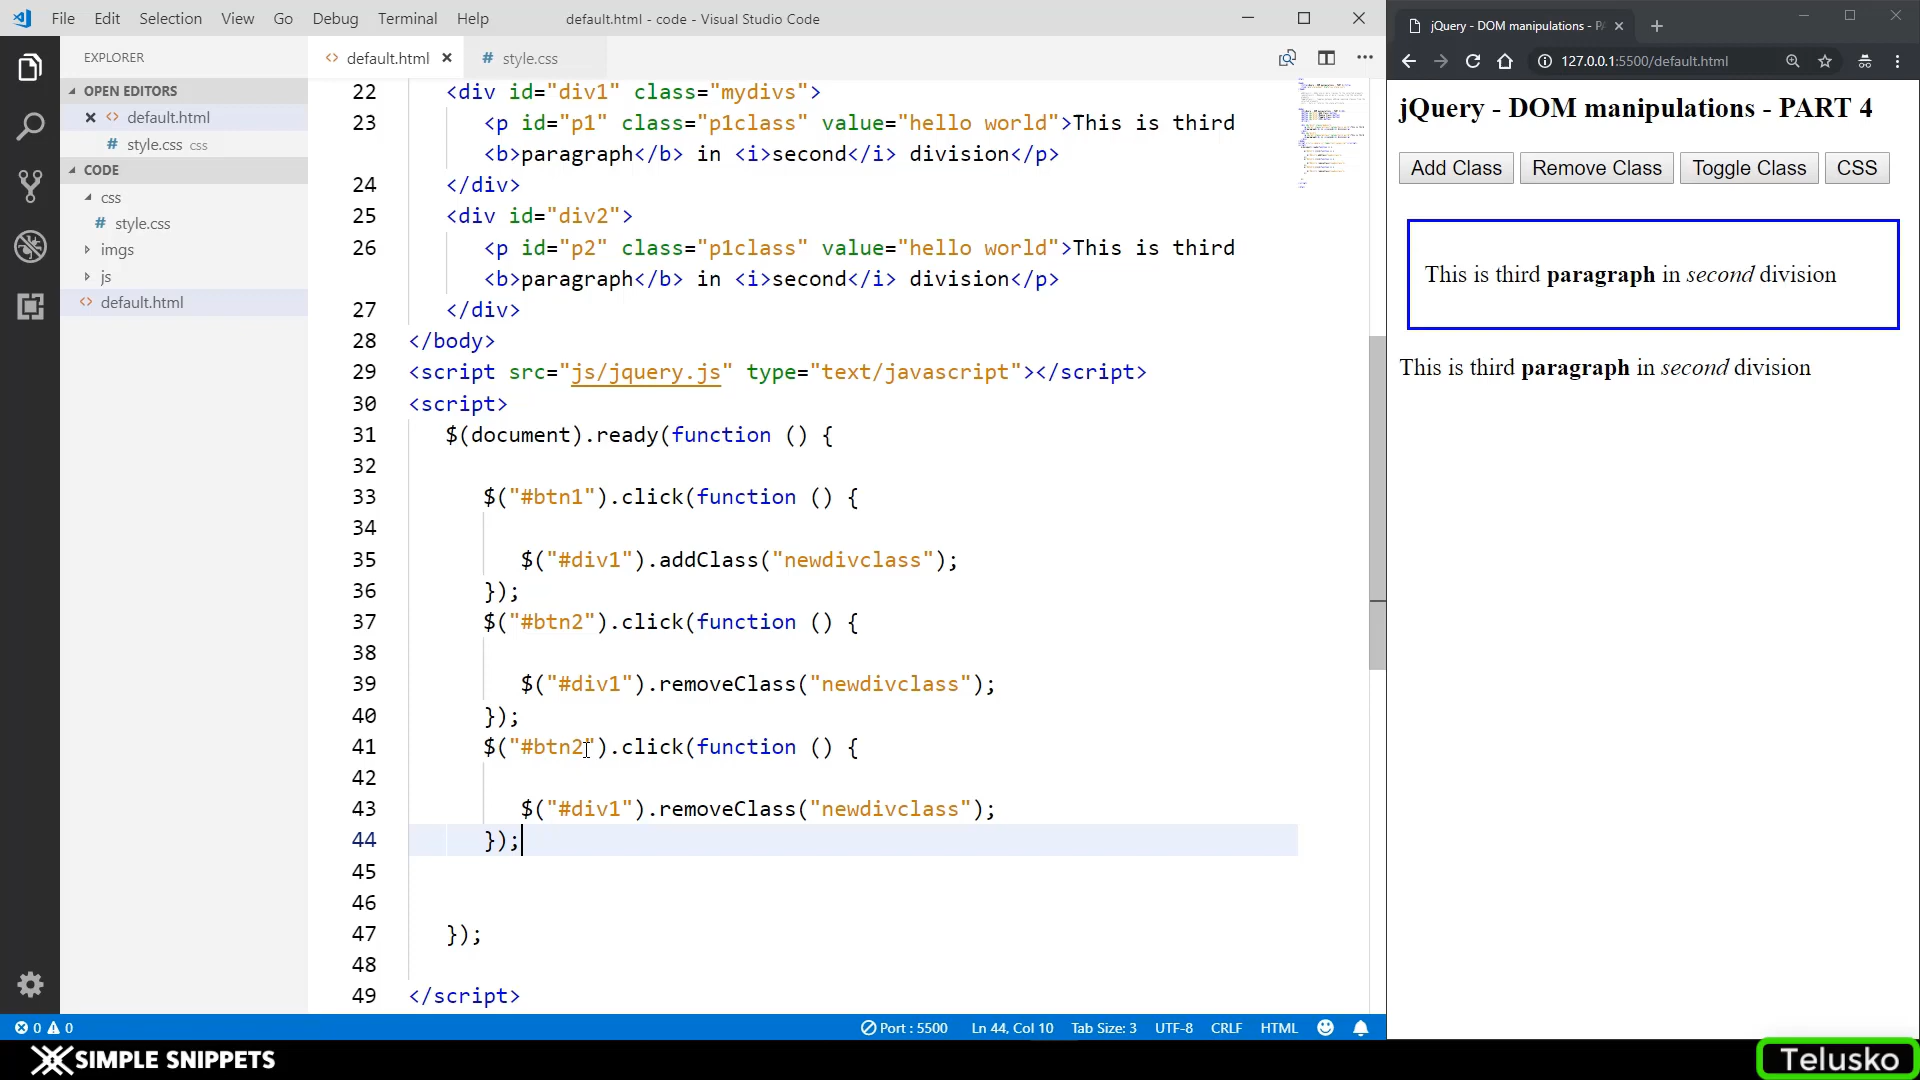 File Edit Selection View Go Debug Terminal Help
default.html - code - Visual Studio Code
EXPLORER
OPEN EDITORS
default.html
style.css css
CODE
css
style.css
imgs
js
default.html
default.html
style.css
22 <div id="div1" class="mydivs">
23 <p id="p1" class="p1class" value="hello world">This is third
<b>paragraph</b> in <i>second</i> division</p>
24 </div>
25 <div id="div2">
26 <p id="p2" class="p1class" value="hello world">This is third
<b>paragraph</b> in <i>second</i> division</p>
27 </div>
28 </body>
29 <script src="js/jquery.js" type="text/javascript"></script>
30 <script>
31 $(document).ready(function () {
32
33 $("#btn1").click(function () {
34
35 $("#div1").addClass("newdivclass");
36 });
37 $("#btn2").click(function () {
38
39 $("#div1").removeClass("newdivclass");
40 });
41 $("#btn2").click(function () {
42
43 $("#div1").removeClass("newdivclass");
44 });
45
46
47 });
48
49 </script>
0 0
Port : 5500 Ln 44, Col 10 Tab Size: 3 UTF-8 CRLF HTML
jQuery - DOM manipulations -
127.0.0.1:5500/default.html
jQuery - DOM manipulations - PART 4
Add Class Remove Class Toggle Class CSS
This is third paragraph in second division
This is third paragraph in second division
SIMPLE SNIPPETS
Telusko